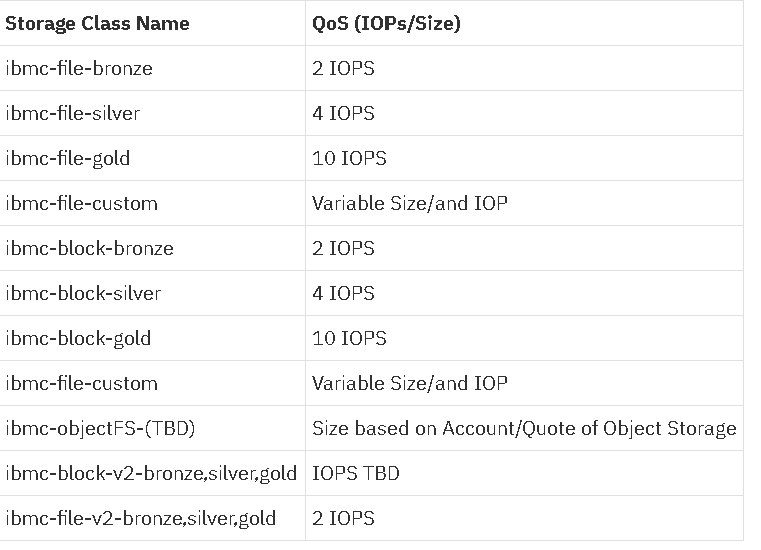 Storage Class Name QoS (IOPs/Size)
ibmc-file-bronze 2 IOPS
ibmc-file-silver 4 IOPS
ibmc-file-gold 10 IOPS
ibmc-file-custom Variable Size/and IOP
ibmc-block-bronze 2 IOPS
ibmc-block-silver 4 IOPS
ibmc-block-gold 10 IOPS
ibmc-file-custom Variable Size/and IOP
ibmc-objectFS-(TBD) Size based on Account/Quote of Object Storage
ibmc-block-v2-bronze,silver,gold IOPS TBD
ibmc-file-v2-bronze,silver,gold 2 IOPS